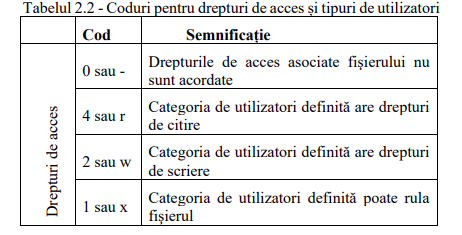 Tabelul 2.2 - Coduri pentru drepturi de acces și tipuri de utilizatori
Cod Semnificație
Drepturi de acces
0 sau - Drepturile de acces asociate fișierului nu
sunt acordate
4 sau r Categoria de utilizatori definită are drepturi
de citire
2 sau w Categoria de utilizatori definită are drepturi
de scriere
1 sau x Categoria de utilizatori definită poate rula
fișierul